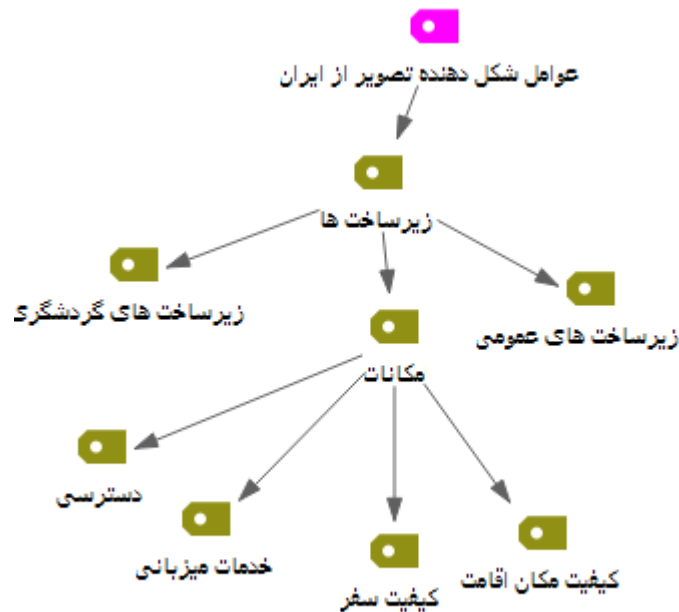 عوامل شکل دهنده تصویر از ایران
زیرساخت ها
زیرساخت های گردشگری
زیرساخت های عمومی
مکانات
دسترسی
خدمات میزبانی
کیفیت سفر
کیفیت مکان اقامت